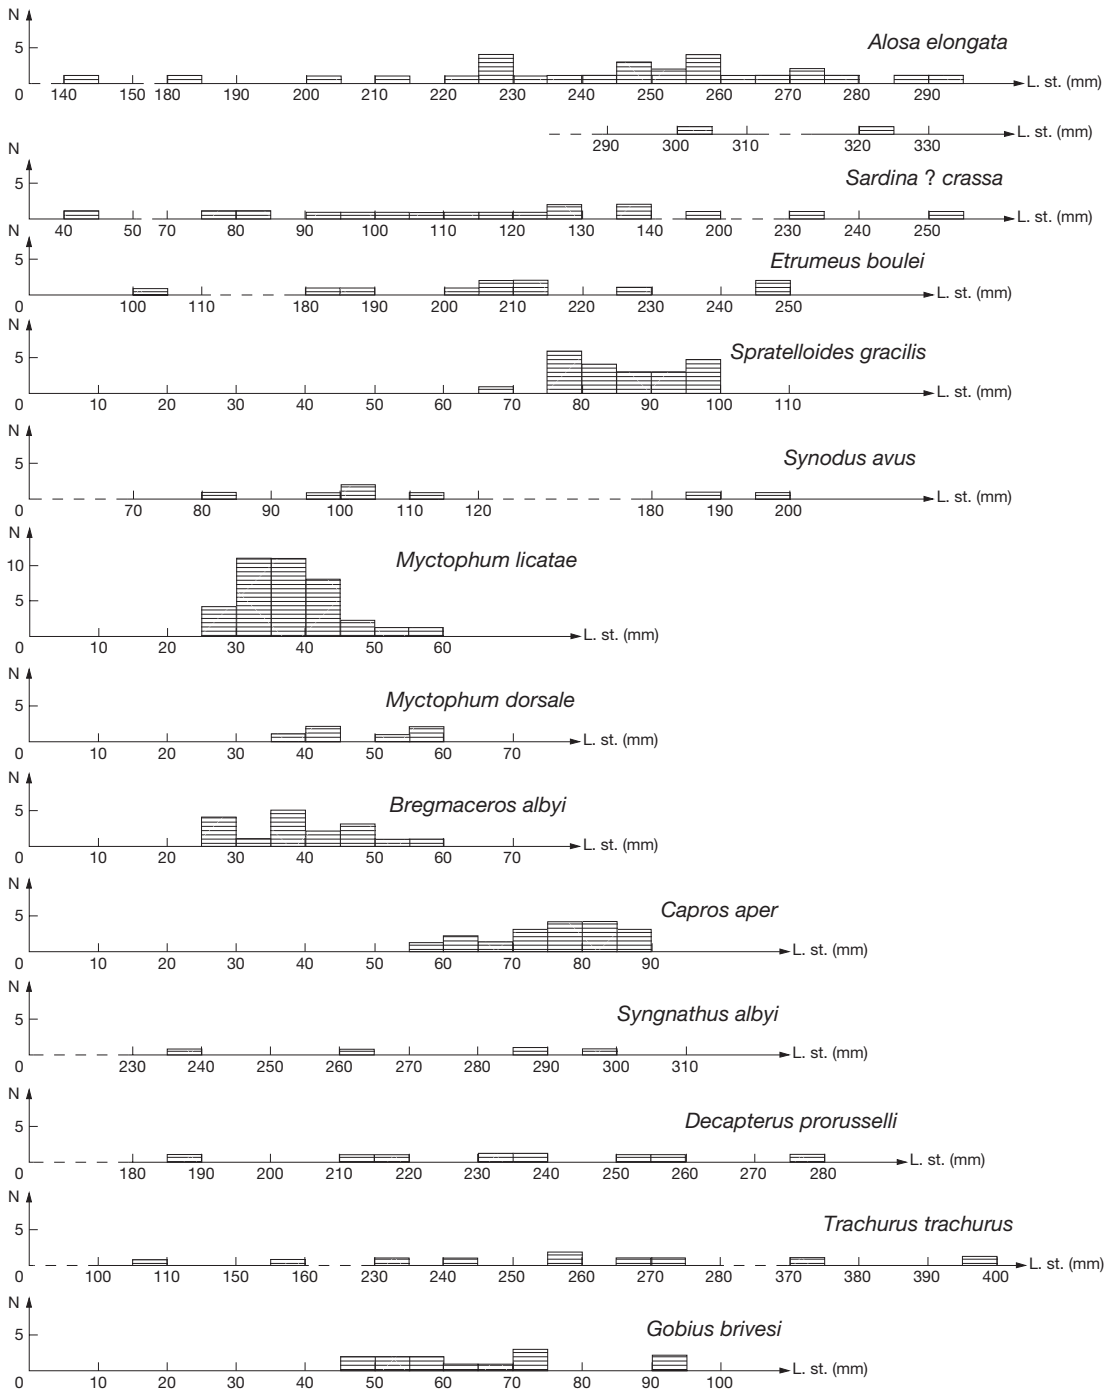 N
5
Alosa elongata
0 140 150 180 190 200 210 220 230 240 250 260 270 280 290 L. st. (mm)
290 300 310 320 330 L. st. (mm)
N
5
Sardina ? crassa
40 50 70 80 90 100 110 120 130 140 200 230 240 250 L. st. (mm)
N
5
Etrumeus boulei
0 100 110 180 190 200 210 220 230 240 250 L. st. (mm)
N
5
Spratelloides gracilis
0 10 20 30 40 50 60 70 80 90 100 110 L. st. (mm)
N
5
Synodus avus
0 70 80 90 100 110 120 180 190 200 L. st. (mm)
N
10
Myctophum licatae
5
0 10 20 30 40 50 60 L. st. (mm)
N
5
Myctophum dorsale
0 10 20 30 40 50 60 70 L. st. (mm)
N
5
Bregmaceros albyi
0 10 20 30 40 50 60 70 L. st. (mm)
N
5
Capros aper
0 10 20 30 40 50 60 70 80 90 L. st. (mm)
N
5
Syngnathus albyi
0 230 240 250 260 270 280 290 300 310 L. st. (mm)
N
5
Decapterus prorusselli
0 180 190 200 210 220 230 240 250 260 270 280 L. st. (mm)
N
5
Trachurus trachurus
0 100 110 150 160 230 240 250 260 270 280 370 380 390 400 L. st. (mm)
N
5
Gobius brivesi
0 10 20 30 40 50 60 70 80 90 100 L. st. (mm)